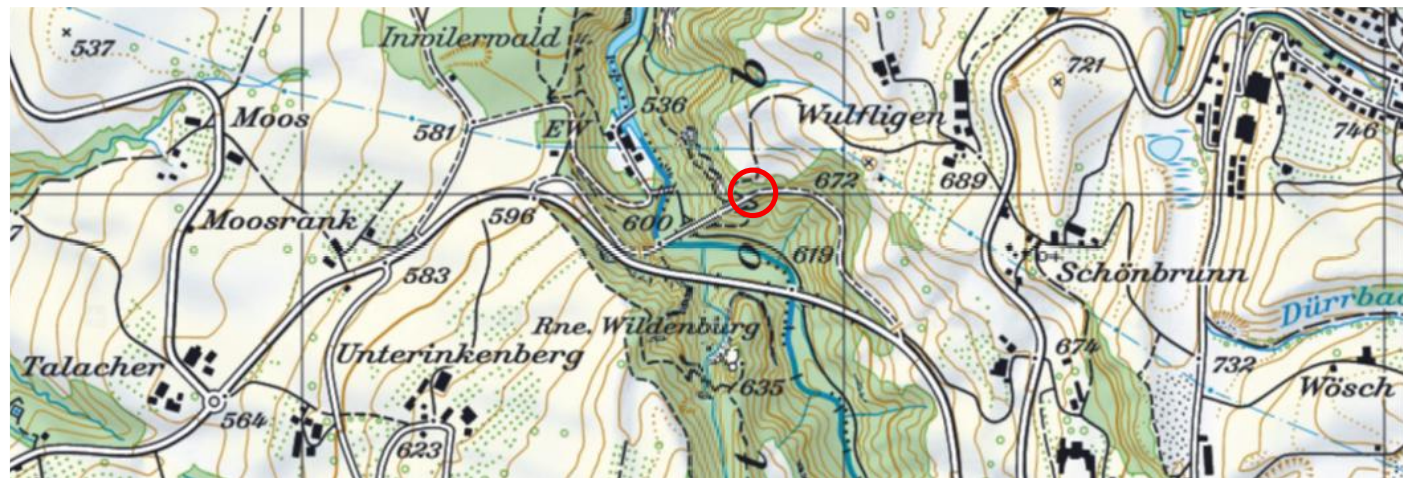 537
Inwilerwald
721
Moos
536
b
Wulfligen
746
581
EW
672
689
Moosrank
596
600
7
583
o
619
Schönbrunn
Dürrbac
Rne. Wildenburg
Talacher
Unterinkenberg
674
732
635
Wösch
564
623
t